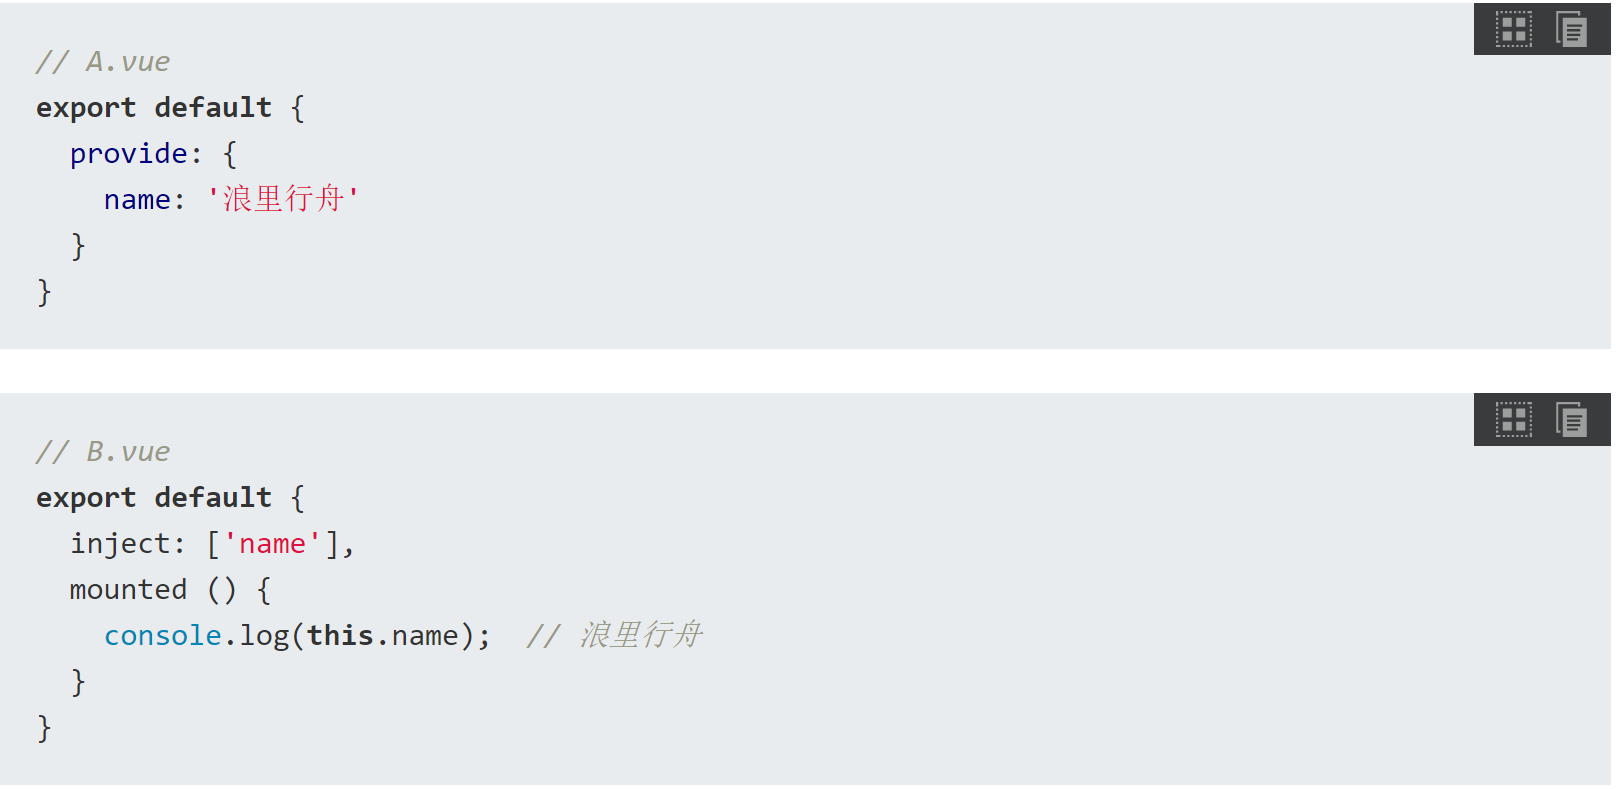 // A.vue
export default {
  provide: {
    name: '浪里行舟'
  }
}
// B.vue
export default {
  inject: ['name'],
  mounted () {
    console.log(this.name);  // 浪里行舟
  }
}